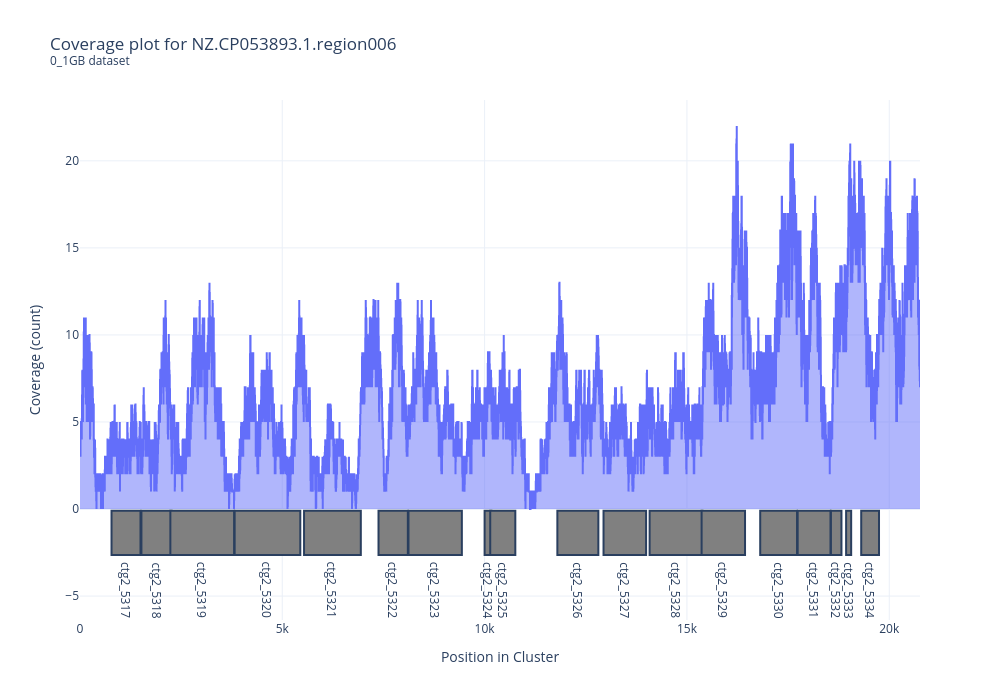 Coverage plot for NZ.CP053893.1.region006
0_1GB dataset
Coverage (count)
20
15
10
5
0
−5
ctg2_5317
ctg2_5318
ctg2_5319
ctg2_5320
ctg2_5321
ctg2_5322
ctg2_5323
ctg2_5324
ctg2_5325
ctg2_5326
ctg2_5327
ctg2_5328
ctg2_5329
ctg2_5330
ctg2_5331
ctg2_5332
ctg2_5333
ctg2_5334
0
5k
10k
15k
20k
Position in Cluster